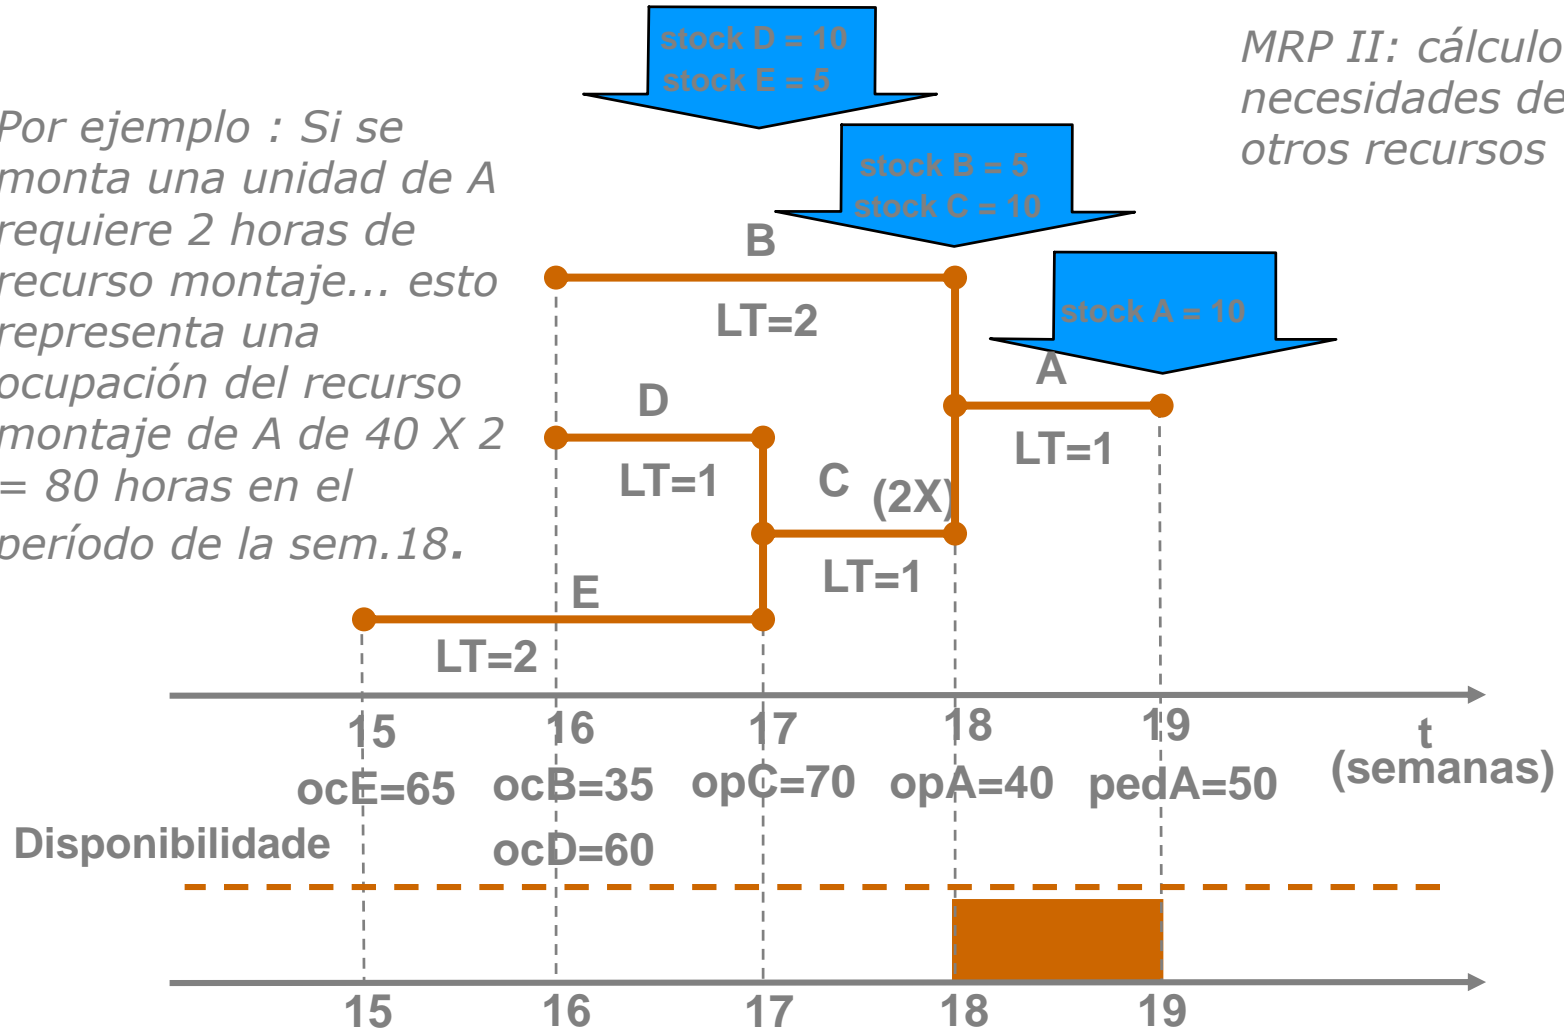 stock D = 10
stock E = 5
MRP II: cálculo
necesidades de
otros recursos
Por ejemplo : Si se
monta una unidad de A
requiere 2 horas de
recurso montaje... esto
representa una
ocupación del recurso
montaje de A de 40 X 2
= 80 horas en el
período de la sem.18.
stock B = 5
stock C = 10
stock A = 10
B
LT=2
A
LT=1
D
LT=1
C (2X)
LT=1
E
LT=2
15 16 17 18 19 t
(semanas)
ocE=65 ocB=35 opC=70 opA=40 pedA=50
Disponibilidade ocD=60
15 16 17 18 19